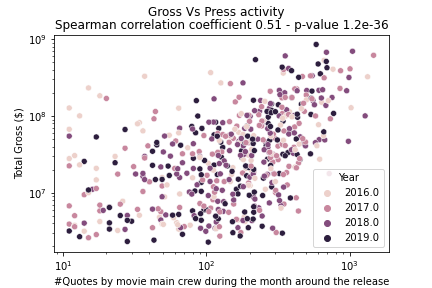 Gross Vs Press activity
Spearman correlation coefficient 0.51 - p-value 1.2e-36
10⁹
10⁸
10⁷
Total Gross ($)
Year
2016.0
2017.0
2018.0
2019.0
10¹ 10² 10³
#Quotes by movie main crew during the month around the release